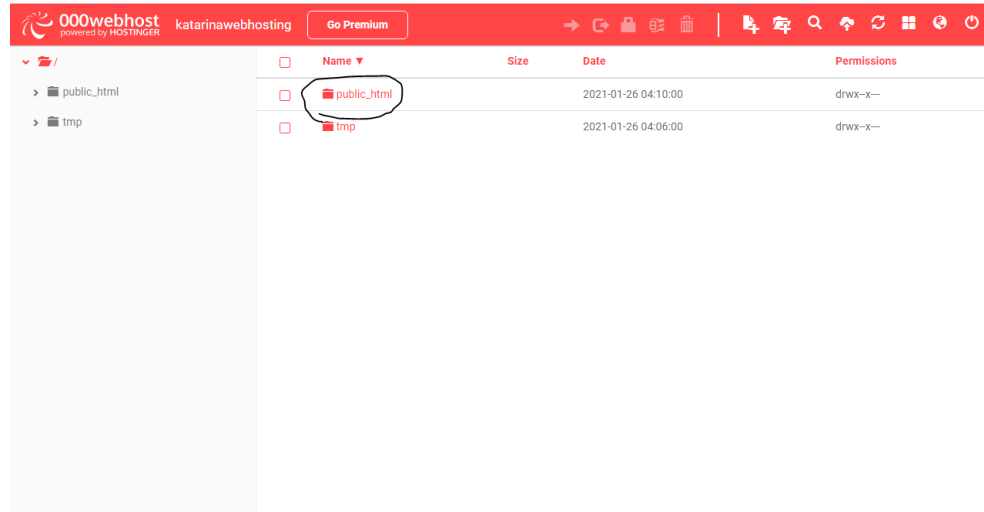 000webhost
powered by HOSTINGER
katarinawebhosting
Go Premium
/
public_html
tmp
Name ▼ Size Date Permissions
public_html 2021-01-26 04:10:00 drwx--x---
tmp 2021-01-26 04:06:00 drwx--x---